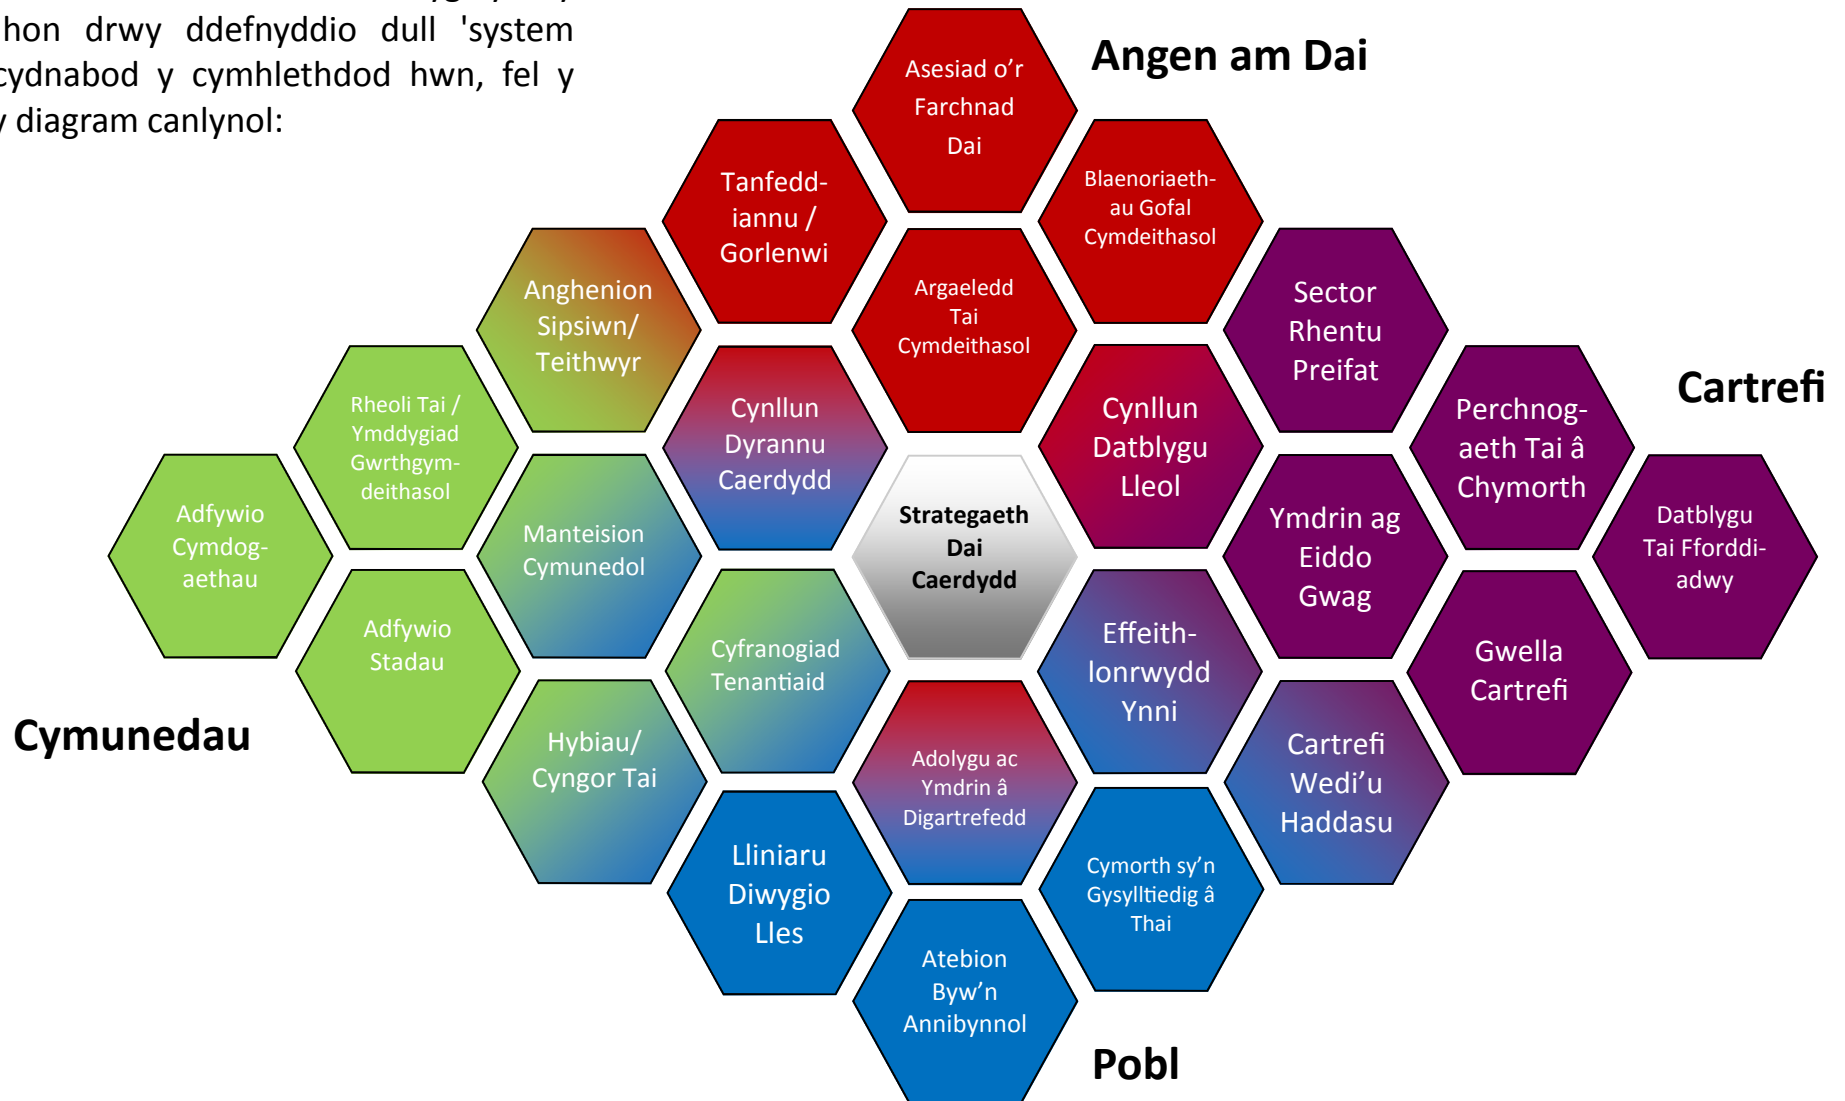 hon drwy ddefnyddio dull 'system
cydnabod y cymhlethdod hwn, fel y
y diagram canlynol:
Angen am Dai
Asesiad o’r
Farchnad
Dai
Tanfedd-
iannu /
Gorlenwi
Blaenoriaeth-
au Gofal
Cymdeithasol
Anghenion
Sipsiwn/
Teithwyr
Argaeledd
Tai
Cymdeithasol
Sector
Rhentu
Preifat
Cartrefi
Rheoli Tai /
Ymddygiad
Gwrthgym-
deithasol
Cynllun
Dyrannu
Caerdydd
Cynllun
Datblygu
Lleol
Perchnog-
aeth Tai â
Chymorth
Adfywio
Cymdog-
aethau
Manteision
Cymunedol
Strategaeth
Dai
Caerdydd
Ymdrin ag
Eiddo
Gwag
Datblygu
Tai Fforddi-
adwy
Adfywio
Stadau
Cyfranogiad
Tenantiaid
Effeith-
lonrwydd
Ynni
Gwella
Cartrefi
Cymunedau
Hybiau/
Cyngor Tai
Adolygu ac
Ymdrin â
Digartrefedd
Cartrefi
Wedi’u
Haddasu
Lliniaru
Diwygio
Lles
Cymorth sy’n
Gysylltiedig â
Thai
Atebion
Byw’n
Annibynnol
Pobl